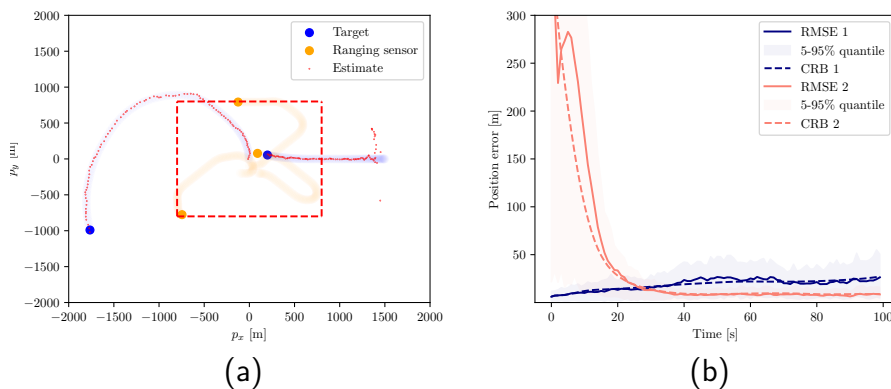 2000
1500
1000
500
0
−500
−1000
−1500
−2000
−2000 −1500 −1000 −500 0 500 1000 1500 2000
p_x [m]
p_y [m]
Target
Ranging sensor
Estimate
(a)
300
250
200
150
100
50
0 20 40 60 80 100
Time [s]
Position error [m]
RMSE 1
5-95% quantile
CRB 1
RMSE 2
5-95% quantile
CRB 2
(b)